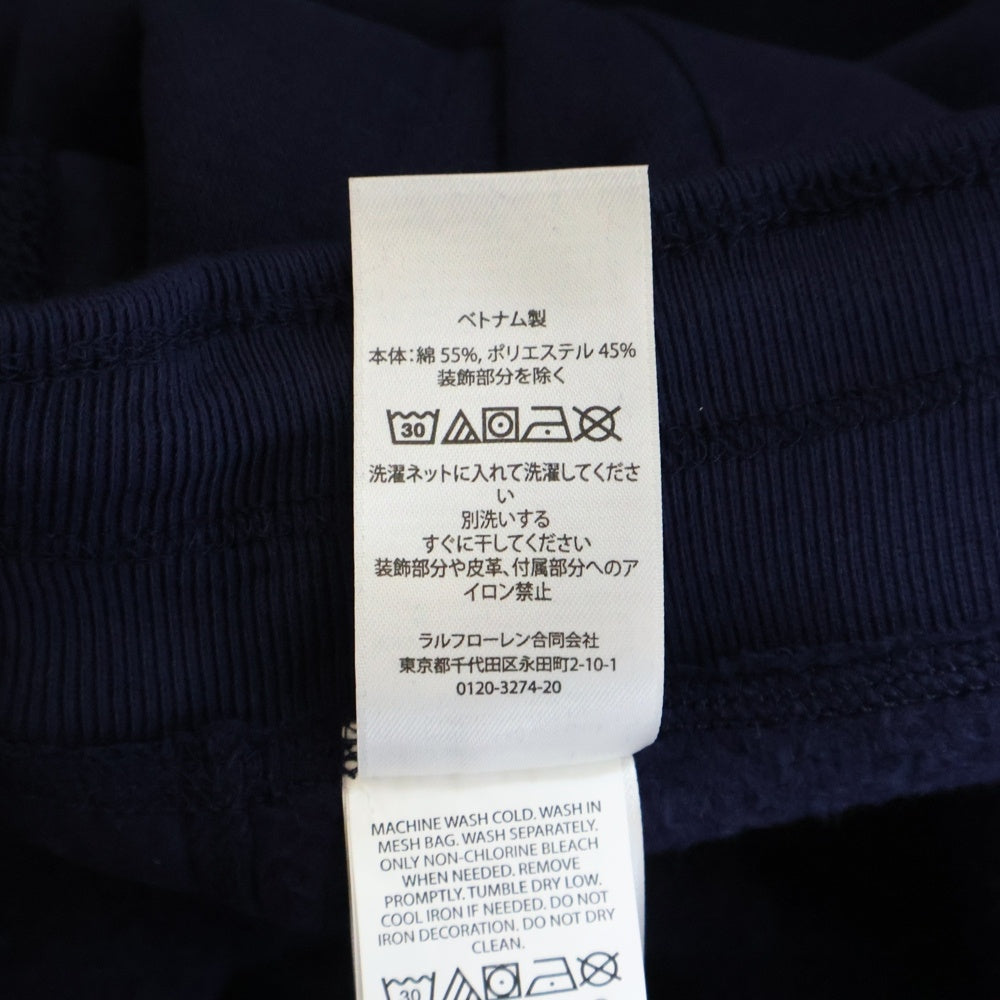 ベトナム製
本体：綿 55%, ポリエステル 45%
装飾部分を除く
30
洗濯ネットに入れて洗濯してくださ
い
別洗いする
すぐに干してください
装飾部分や皮革、付属部分へのア
イロン禁止
ラルフローレン合同会社
東京都千代田区永田町2-10-1
0120-3274-20
MACHINE WASH COLD. WASH IN
MESH BAG. WASH SEPARATELY.
ONLY NON-CHLORINE BLEACH
WHEN NEEDED. REMOVE
PROMPTLY. TUMBLE DRY LOW.
COOL IRON IF NEEDED. DO NOT
IRON DECORATION. DO NOT DRY
CLEAN.
30